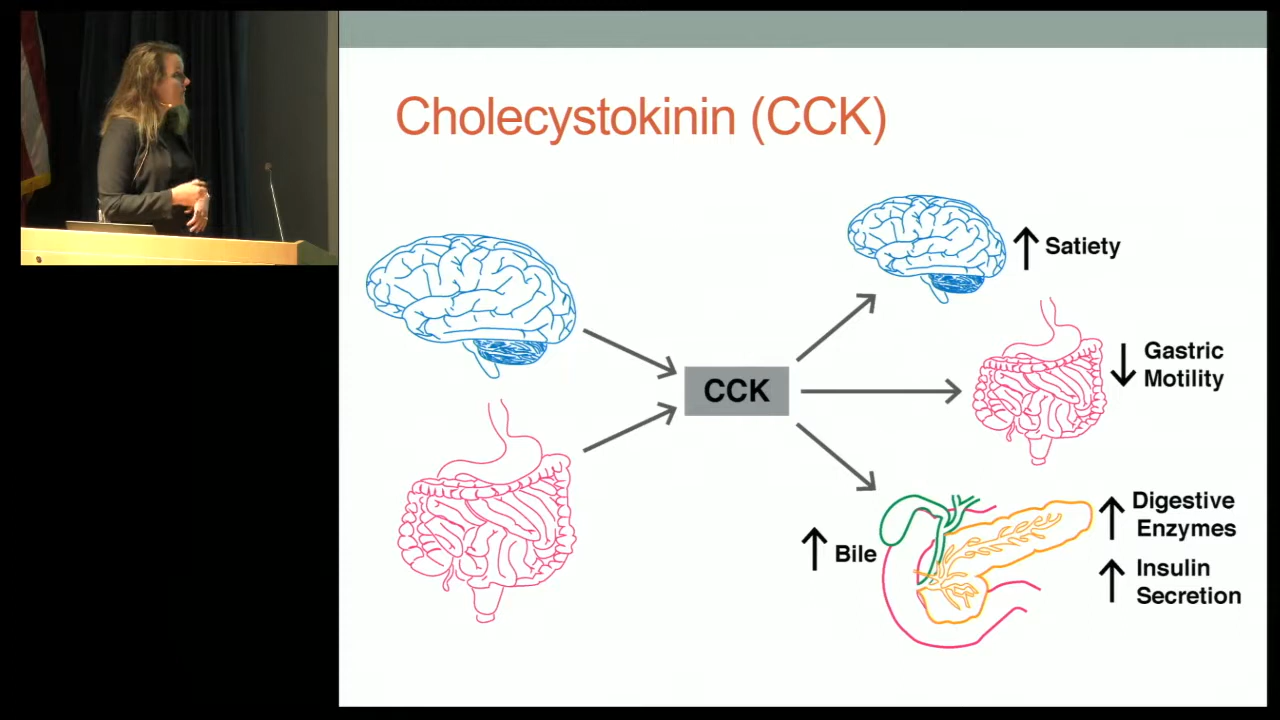 Cholecystokinin (CCK)
Satiety
Gastric
Motility
CCK
Digestive
Enzymes
Bile
Insulin
Secretion